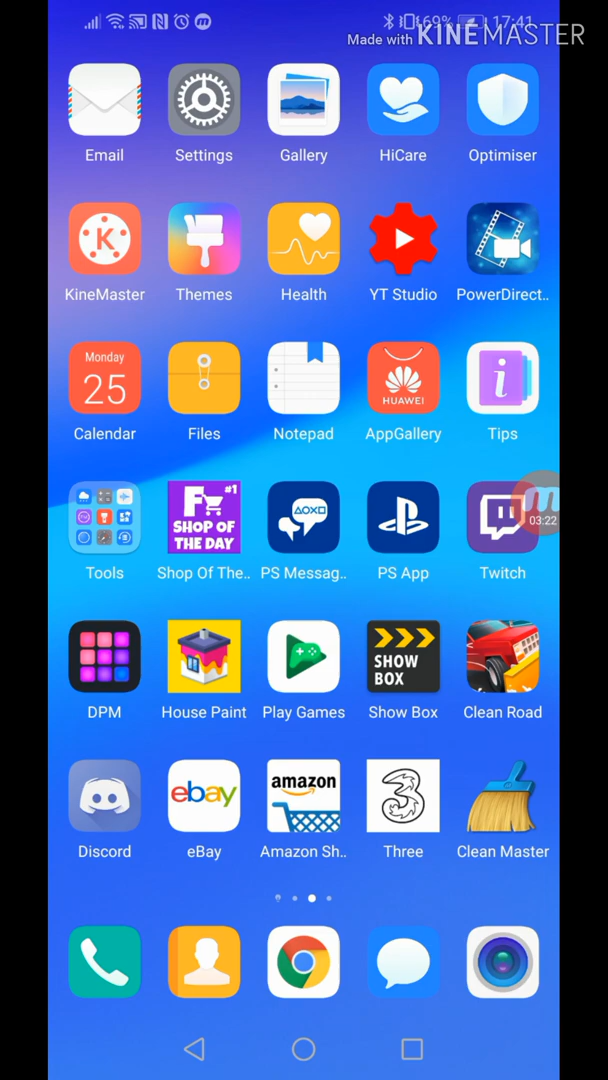 69% 17:41
Made with KINEMASTER
Email Settings Gallery HiCare Optimiser
K
KineMaster Themes Health YT Studio PowerDirect..
Monday
25
HUAWEI
Calendar Files Notepad AppGallery Tips
#1
SHOP OF
THE DAY
03:22
Tools Shop Of The.. PS Messag.. PS App Twitch
SHOW
BOX
DPM House Paint Play Games Show Box Clean Road
ebay amazon 3
Discord eBay Amazon Sh.. Three Clean Master